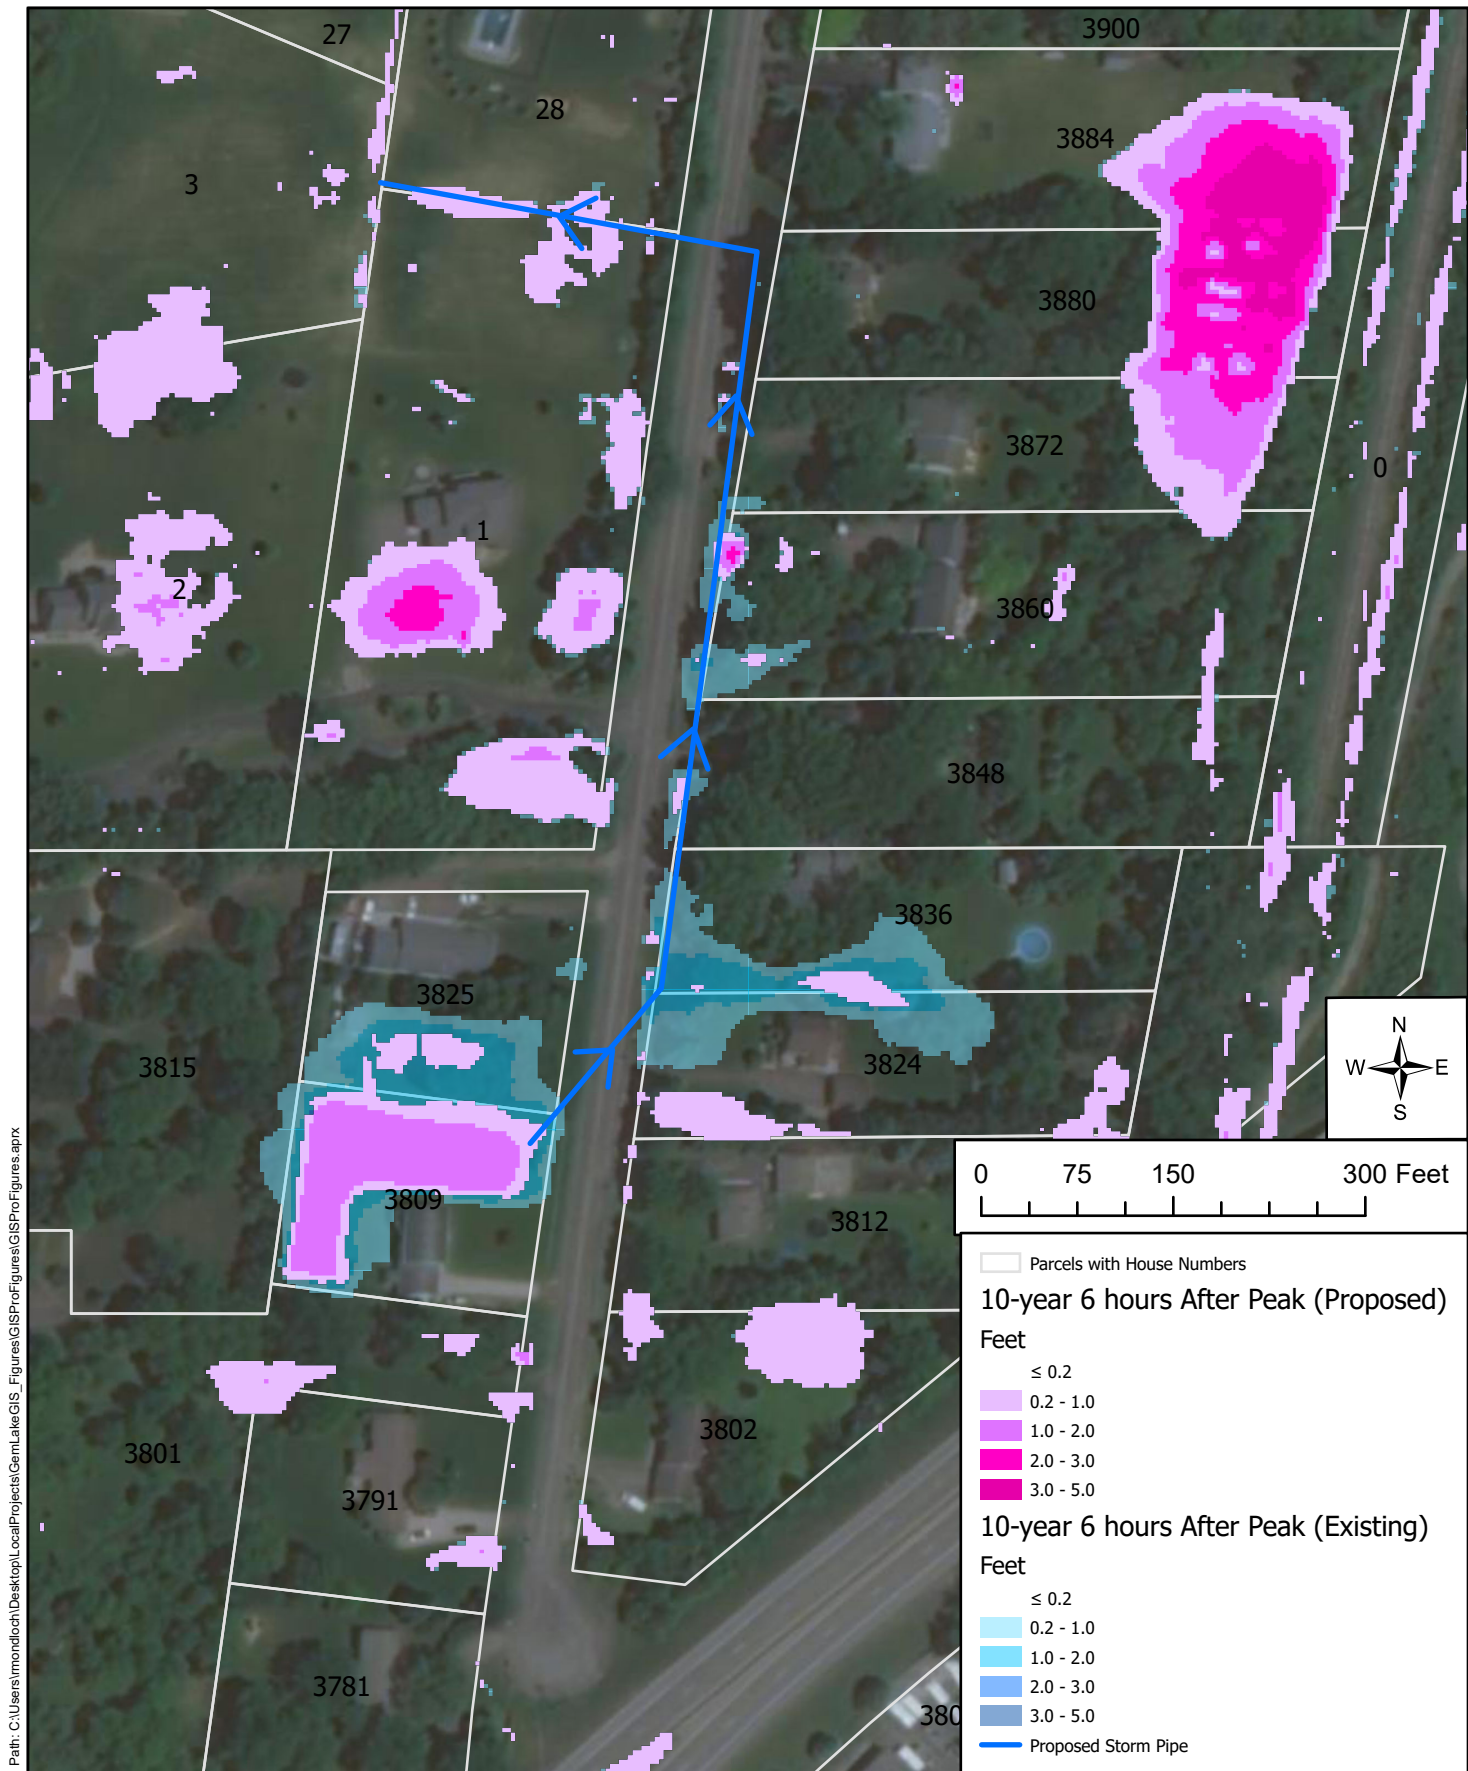 27
3900
28
3884
3
3880
3872
0
1
2
3860
3848
3836
3825
3815
3824
3809
3812
3802
3801
3791
3781
380
N
W E
S
0 75 150 300 Feet
Parcels with House Numbers
10-year 6 hours After Peak (Proposed)
Feet
≤ 0.2
0.2 - 1.0
1.0 - 2.0
2.0 - 3.0
3.0 - 5.0
10-year 6 hours After Peak (Existing)
Feet
≤ 0.2
0.2 - 1.0
1.0 - 2.0
2.0 - 3.0
3.0 - 5.0
Proposed Storm Pipe
Path: C:\Users\rmondloch\Desktop\LocalProjects\GemLakeGIS_Figures\GISProFigures\GISProFigures.aprx